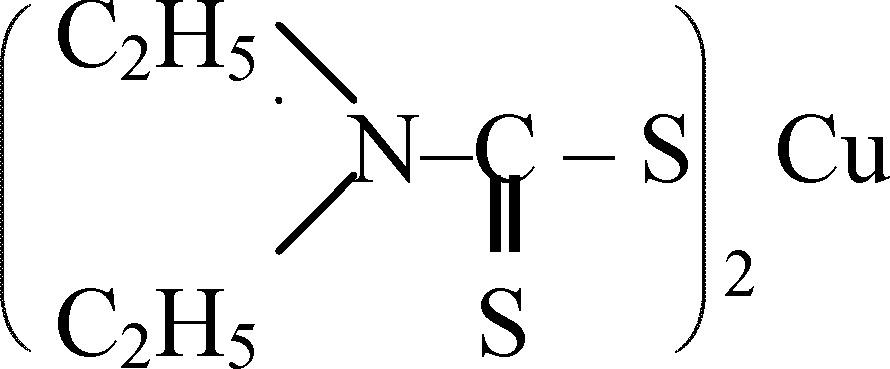 C₂H₅
N–C–S Cu
2
C₂H₅ S